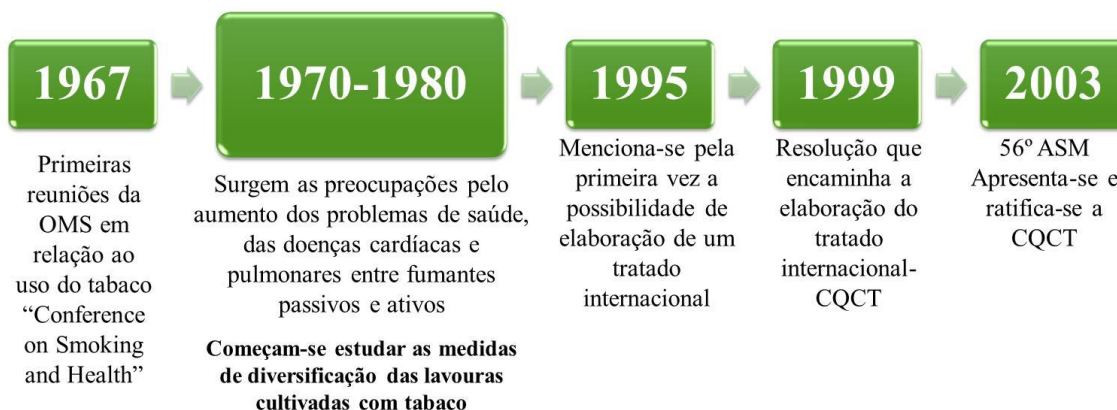 1967
Primeiras
reuniões da
OMS em
relação ao
uso do tabaco
“Conference
on Smoking
and Health”
1970-1980
Surgem as preocupações pelo
aumento dos problemas de saúde,
das doenças cardíacas e
pulmonares entre fumantes
passivos e ativos
Começam-se estudar as medidas
de diversificação das lavouras
cultivadas com tabaco
1995
Menciona-se pela
primeira vez a
possibilidade de
elaboração de um
tratado
internacional
1999
Resolução que
encaminha a
elaboração do
tratado
internacional-
CQCT
2003
56º ASM
Apresenta-se e
ratifica-se a
CQCT